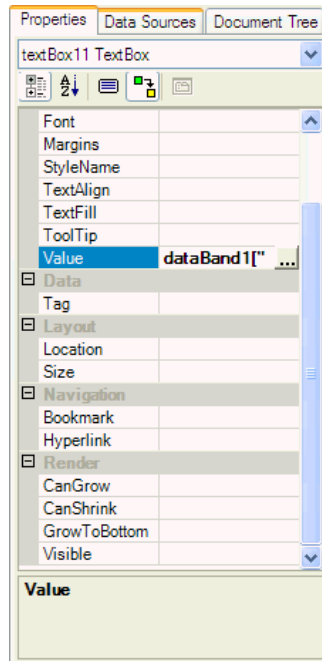 Properties Data Sources Document Tree
textBox11 TextBox
Font
Margins
StyleName
TextAlign
TextFill
ToolTip
Value dataBand1[" ...
Data
Tag
Layout
Location
Size
Navigation
Bookmark
Hyperlink
Render
CanGrow
CanShrink
GrowToBottom
Visible
Value